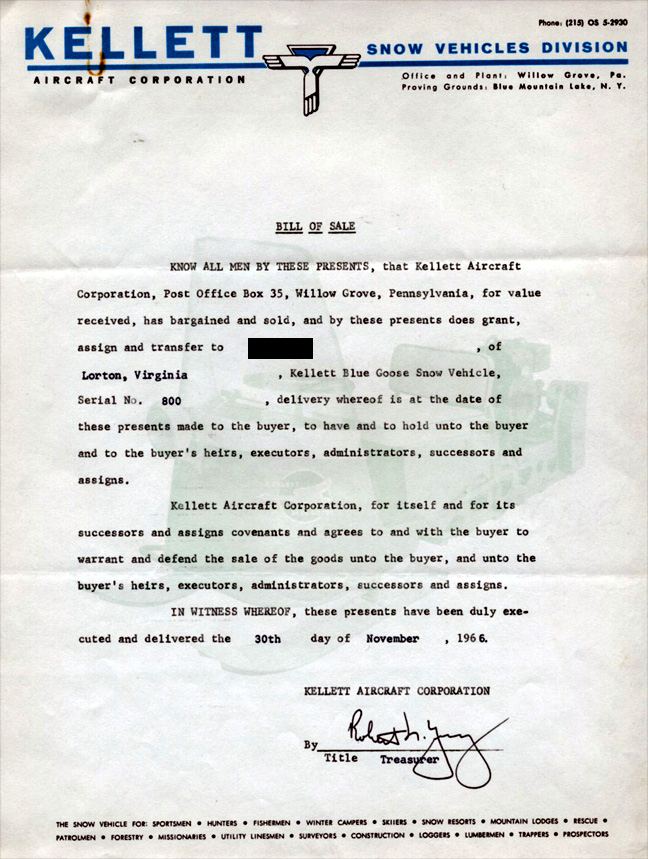 Phone: (215) OS 5-2930
KELLETT
SNOW VEHICLES DIVISION
AIRCRAFT CORPORATION
Office and Plant: Willow Grove, Pa.
Proving Grounds: Blue Mountain Lake, N. Y.
BILL OF SALE
KNOW ALL MEN BY THESE PRESENTS, that Kellett Aircraft
Corporation, Post Office Box 35, Willow Grove, Pennsylvania, for value
received, has bargained and sold, and by these presents does grant,
assign and transfer to , of
Lorton, Virginia , Kellett Blue Goose Snow Vehicle,
Serial No. 800 , delivery whereof is at the date of
these presents made to the buyer, to have and to hold unto the buyer
and to the buyer's heirs, executors, administrators, successors and
assigns.
Kellett Aircraft Corporation, for itself and for its
successors and assigns covenants and agrees to and with the buyer to
warrant and defend the sale of the goods unto the buyer, and unto the
buyer's heirs, executors, administrators, successors and assigns.
IN WITNESS WHEREOF, these presents have been duly exe-
cuted and delivered the 30th day of November , 1966.
KELLETT AIRCRAFT CORPORATION
By
Title Treasurer
THE SNOW VEHICLE FOR: SPORTSMEN • HUNTERS • FISHERMEN • WINTER CAMPERS • SKIIERS • SNOW RESORTS • MOUNTAIN LODGES • RESCUE •
PATROLMEN • FORESTRY • MISSIONARIES • UTILITY LINESMEN • SURVEYORS • CONSTRUCTION • LOGGERS • LUMBERMEN • TRAPPERS • PROSPECTORS